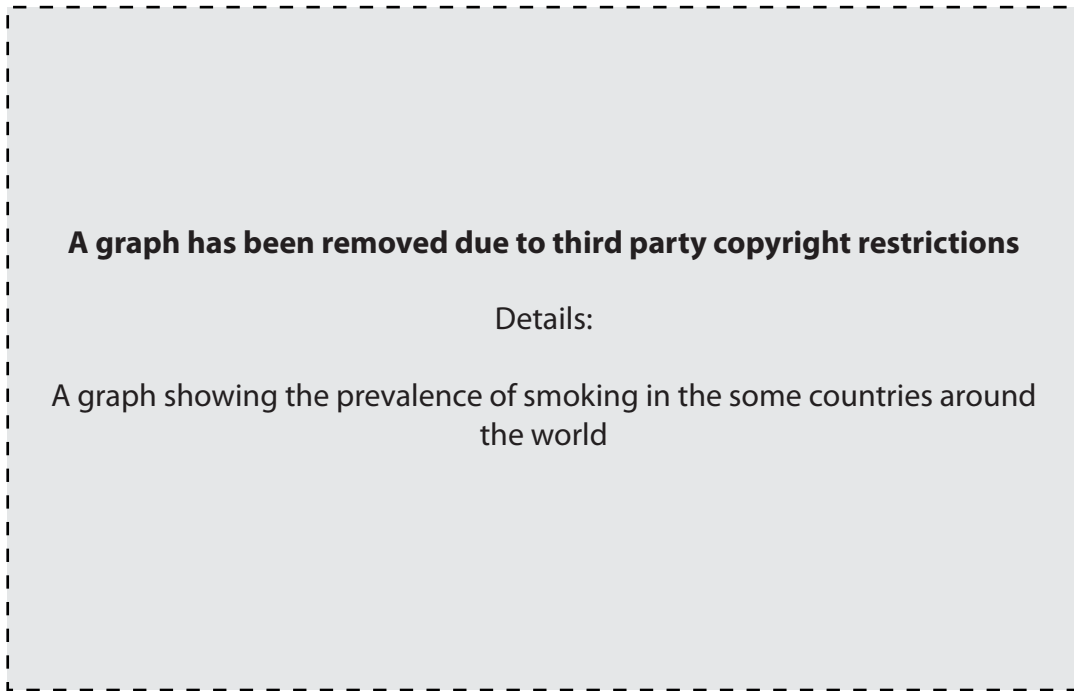 A graph has been removed due to third party copyright restrictions
Details:
A graph showing the prevalence of smoking in the some countries around
the world